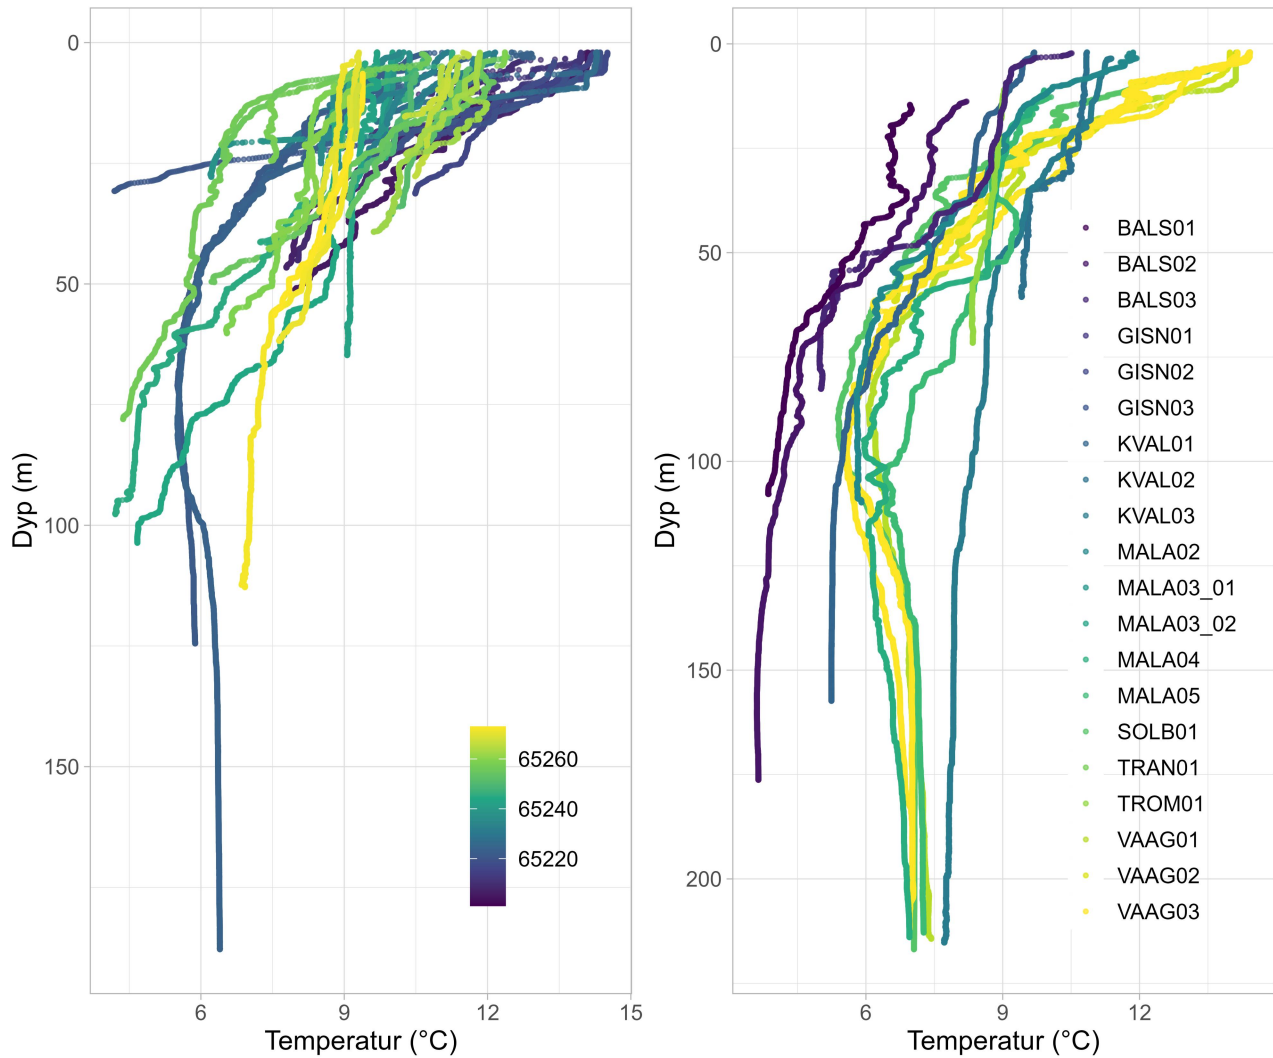 0
50
100
150
Dyp (m)
6
9
12
15
Temperatur (°C)
65260
65240
65220
0
50
100
150
200
Dyp (m)
6
9
12
Temperatur (°C)
BALS01
BALS02
BALS03
GISN01
GISN02
GISN03
KVAL01
KVAL02
KVAL03
MALA02
MALA03_01
MALA03_02
MALA04
MALA05
SOLB01
TRAN01
TROM01
VAAG01
VAAG02
VAAG03